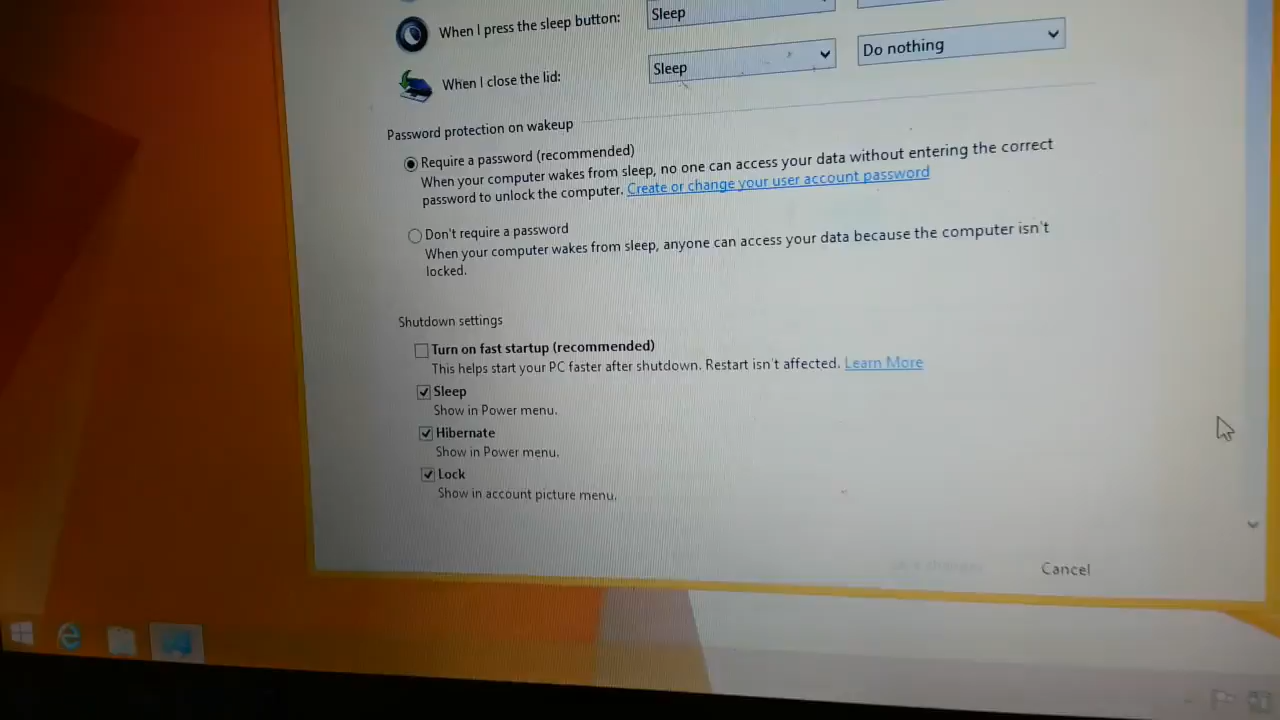 When I press the sleep button:
Sleep
When I close the lid:
Sleep
Do nothing
Password protection on wakeup
Require a password (recommended)
When your computer wakes from sleep, no one can access your data without entering the correct
password to unlock the computer. Create or change your user account password
Don't require a password
When your computer wakes from sleep, anyone can access your data because the computer isn't
locked.
Shutdown settings
Turn on fast startup (recommended)
This helps start your PC faster after shutdown. Restart isn't affected. Learn More
Sleep
Show in Power menu.
Hibernate
Show in Power menu.
Lock
Show in account picture menu.
Cancel